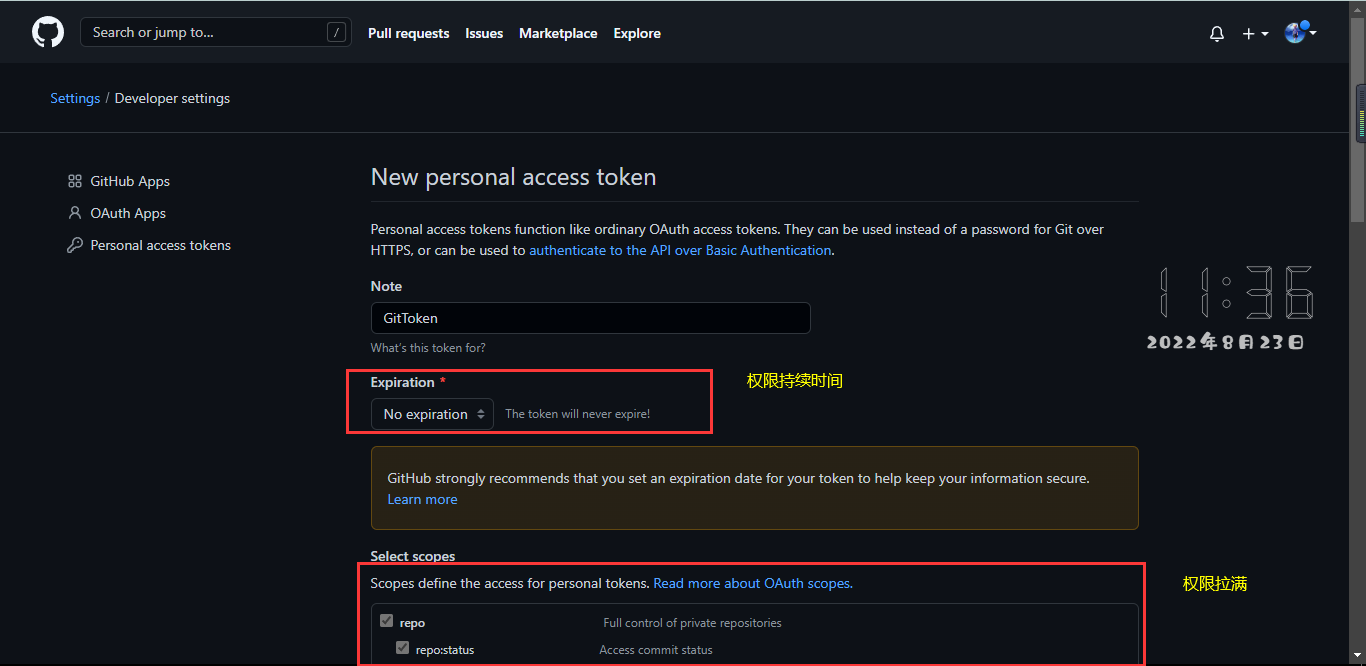 Search or jump to... /
Pull requests Issues Marketplace Explore
Settings / Developer settings
GitHub Apps
OAuth Apps
Personal access tokens
New personal access token
Personal access tokens function like ordinary OAuth access tokens. They can be used instead of a password for Git over
HTTPS, or can be used to authenticate to the API over Basic Authentication.
Note
GitToken
What's this token for?
11:36
2022年8月23日
Expiration *
权限持续时间
No expiration The token will never expire!
GitHub strongly recommends that you set an expiration date for your token to help keep your information secure.
Learn more
Select scopes
Scopes define the access for personal tokens. Read more about OAuth scopes.
权限拉满
repo Full control of private repositories
repo:status Access commit status